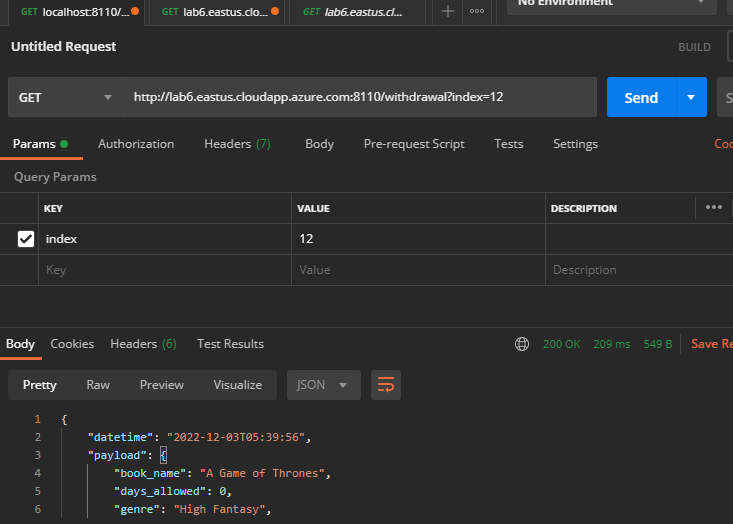 GET localhost:8110/...
GET lab6.eastus.clo...
GET lab6.eastus.cl...
No Environment
Untitled Request
BUILD
GET
http://lab6.eastus.cloudapp.azure.com:8110/withdrawal?index=12
Send
S
Params
Authorization
Headers (7)
Body
Pre-request Script
Tests
Settings
Coo
Query Params
KEY VALUE DESCRIPTION
index 12
Key Value Description
Body Cookies Headers (6) Test Results 200 OK 209 ms 549 B Save Re
Pretty Raw Preview Visualize JSON
1 {
2 "datetime": "2022-12-03T05:39:56",
3 "payload": {
4 "book_name": "A Game of Thrones",
5 "days_allowed": 0,
6 "genre": "High Fantasy",